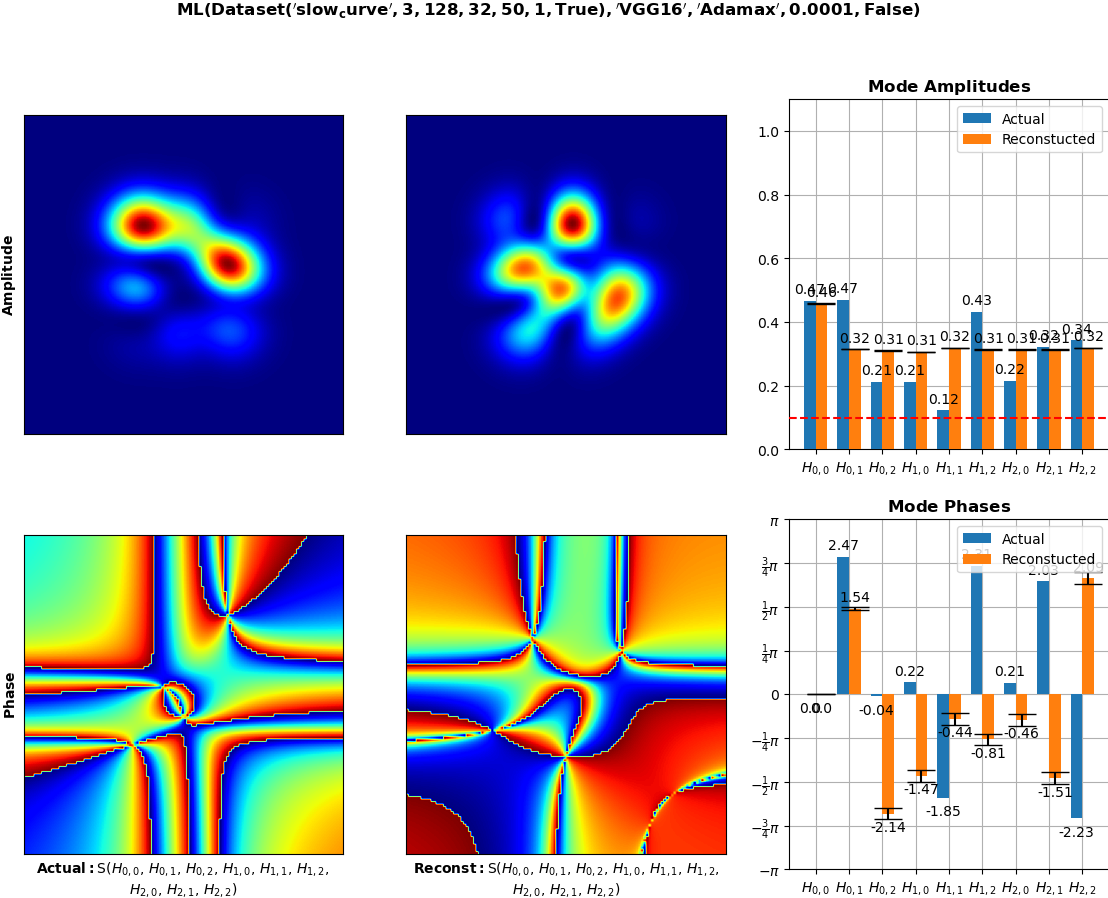 ML(Dataset('slow_curve', 3, 128, 32, 50, 1, True), 'VGG16', 'Adamax', 0.0001, False)
Amplitude
Mode Amplitudes
Actual
Reconstucted
1.0
0.8
0.6
0.4
0.2
0.0
0.47
0.46
0.47
0.32
0.21
0.31
0.21
0.31
0.12
0.32
0.43
0.31
0.22
0.31
0.32
0.31
0.34
0.32
H0,0 H0,1 H0,2 H1,0 H1,1 H1,2 H2,0 H2,1 H2,2
Phase
Mode Phases
Actual
Reconstucted
π
3/4π
1/2π
1/4π
0
−1/4π
−1/2π
−3/4π
−π
0.0
0.0
2.47
1.54
-0.04
-2.14
0.22
-1.47
-1.85
-0.44
-0.81
0.21
-0.46
2.03
-1.51
-2.23
H0,0 H0,1 H0,2 H1,0 H1,1 H1,2 H2,0 H2,1 H2,2
Actual: S(H0,0, H0,1, H0,2, H1,0, H1,1, H1,2,
H2,0, H2,1, H2,2)
Reconst: S(H0,0, H0,1, H0,2, H1,0, H1,1, H1,2,
H2,0, H2,1, H2,2)